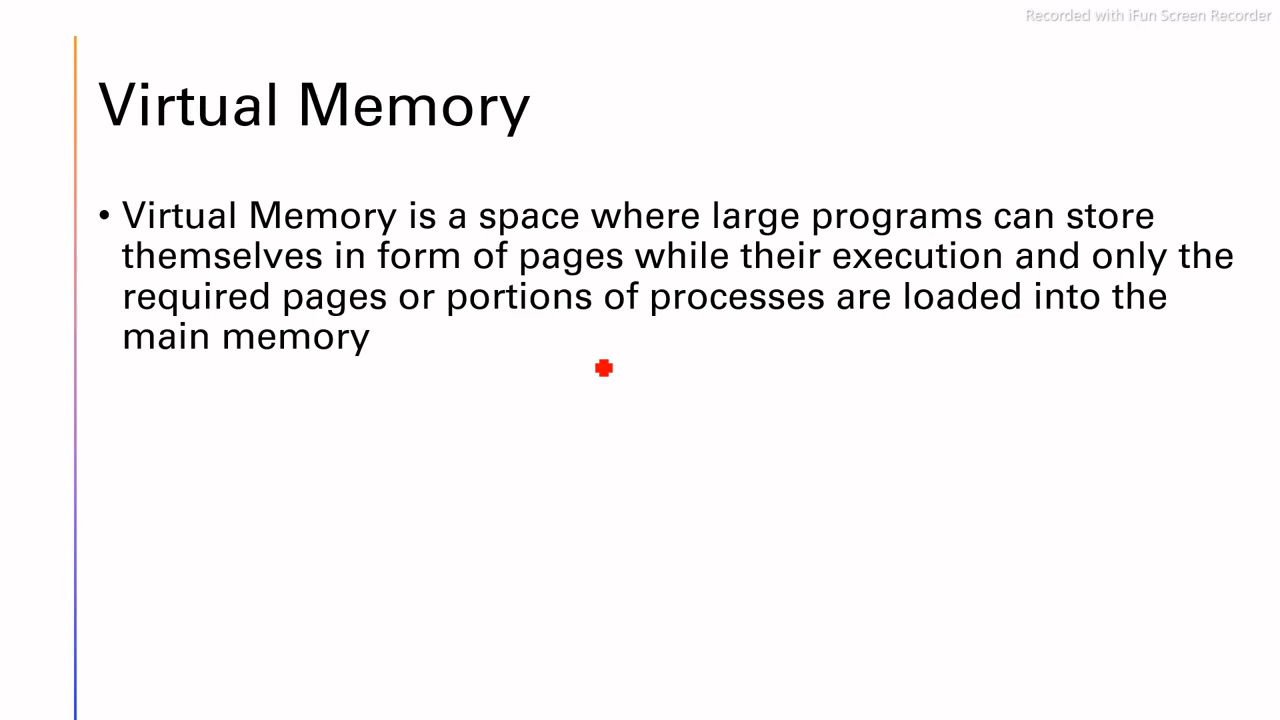 Recorded with iFun Screen Recorder
Virtual Memory
• Virtual Memory is a space where large programs can store
themselves in form of pages while their execution and only the
required pages or portions of processes are loaded into the
main memory